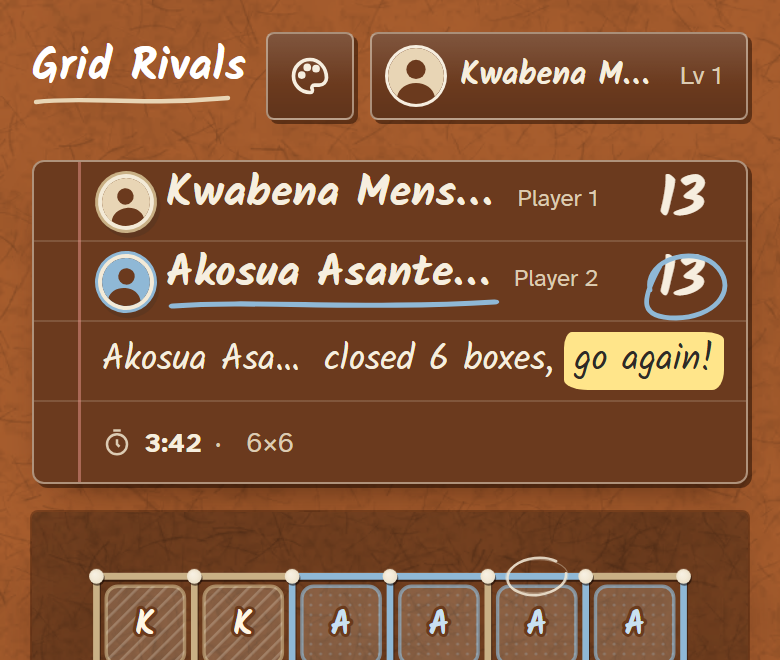 Grid Rivals
Kwabena M... Lv 1
Kwabena Mens... Player 1 13
Akosua Asante... Player 2 13
Akosua Asa... closed 6 boxes, go again!
3:42 · 6×6
K K A A A A